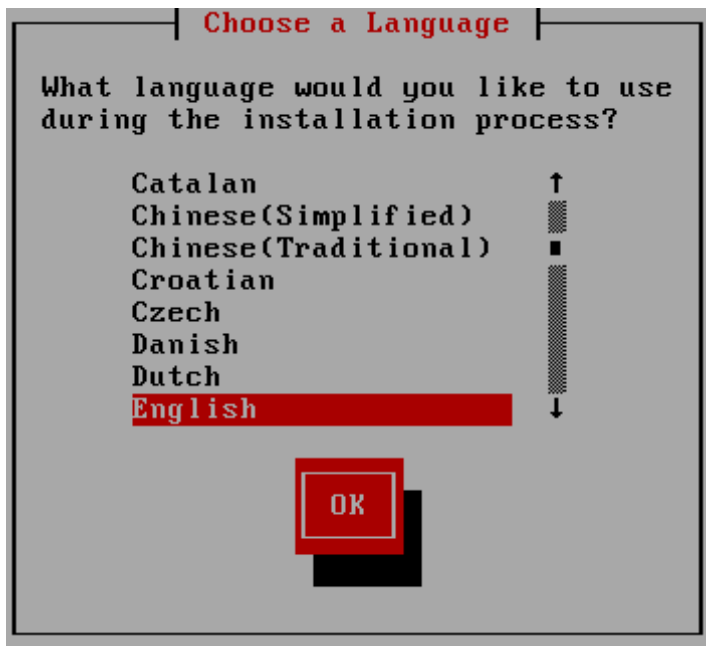 Choose a Language
What language would you like to use
during the installation process?
Catalan
Chinese(Simplified)
Chinese(Traditional)
Croatian
Czech
Danish
Dutch
English
OK